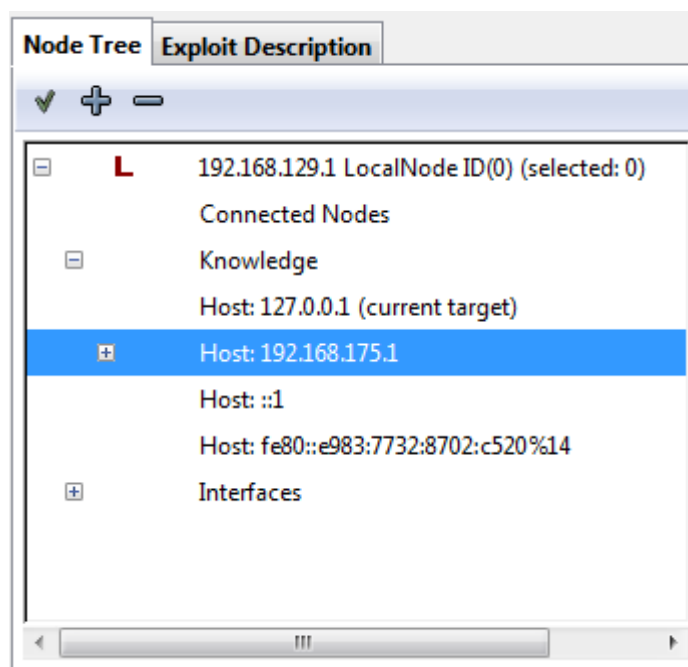 Node Tree Exploit Description
L 192.168.129.1 LocalNode ID(0) (selected: 0)
Connected Nodes
Knowledge
Host: 127.0.0.1 (current target)
Host: 192.168.175.1
Host: ::1
Host: fe80::e983:7732:8702:c520%14
Interfaces